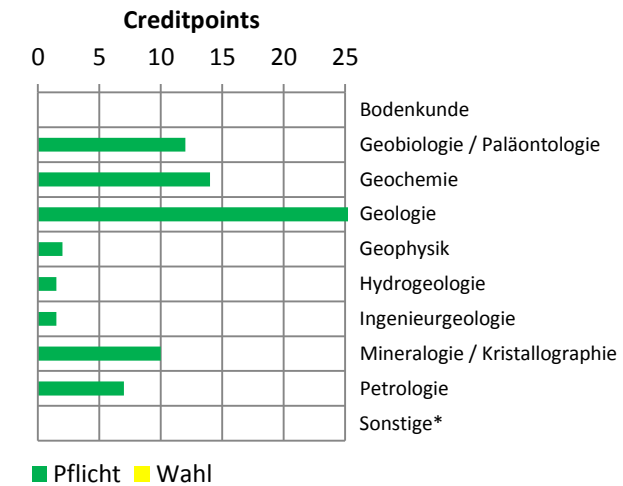 Creditpoints
0 5 10 15 20 25
Bodenkunde
Geobiologie / Paläontologie
Geochemie
Geologie
Geophysik
Hydrogeologie
Ingenieurgeologie
Mineralogie / Kristallographie
Petrologie
Sonstige*
Pflicht Wahl